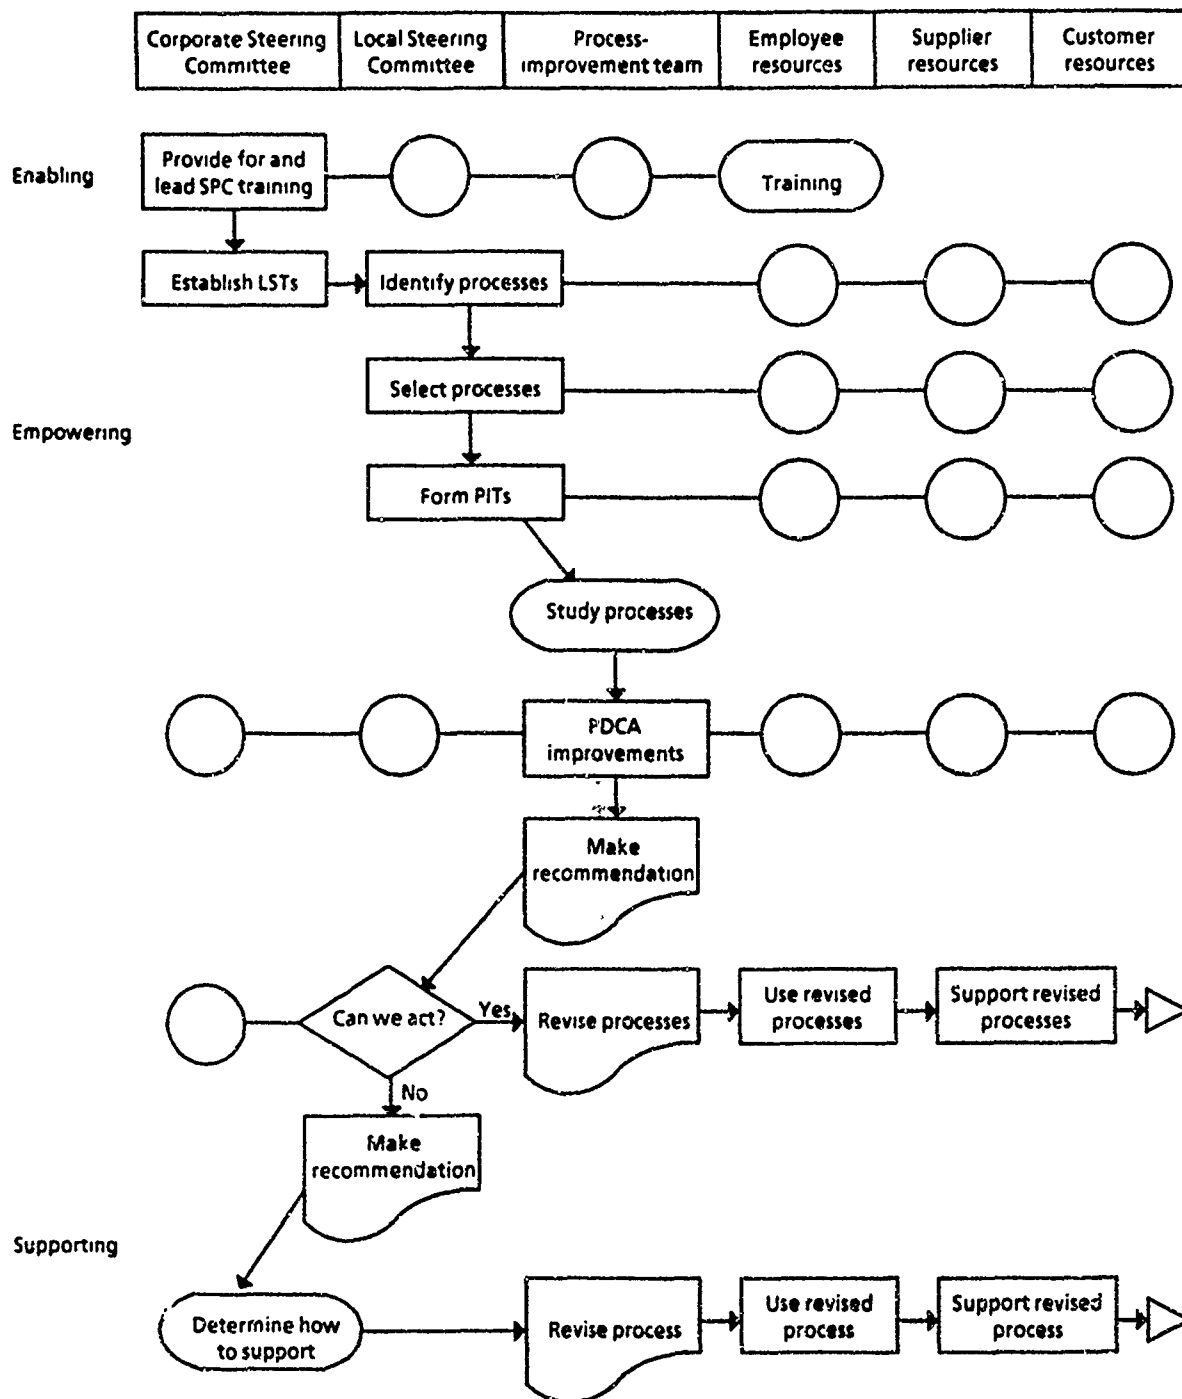 Corporate Steering
Committee
Local Steering
Committee
Process-
improvement team
Employee
resources
Supplier
resources
Customer
resources
Enabling
Provide for and
lead SPC training
Training
Establish LSTs
Identify processes
Select processes
Empowering
Form PITs
Study processes
PDCA
improvements
Make
recommendation
Can we act?
Yes
Revise processes
Use revised
processes
Support revised
processes
No
Make
recommendation
Supporting
Determine how
to support
Revise process
Use revised
process
Support revised
process